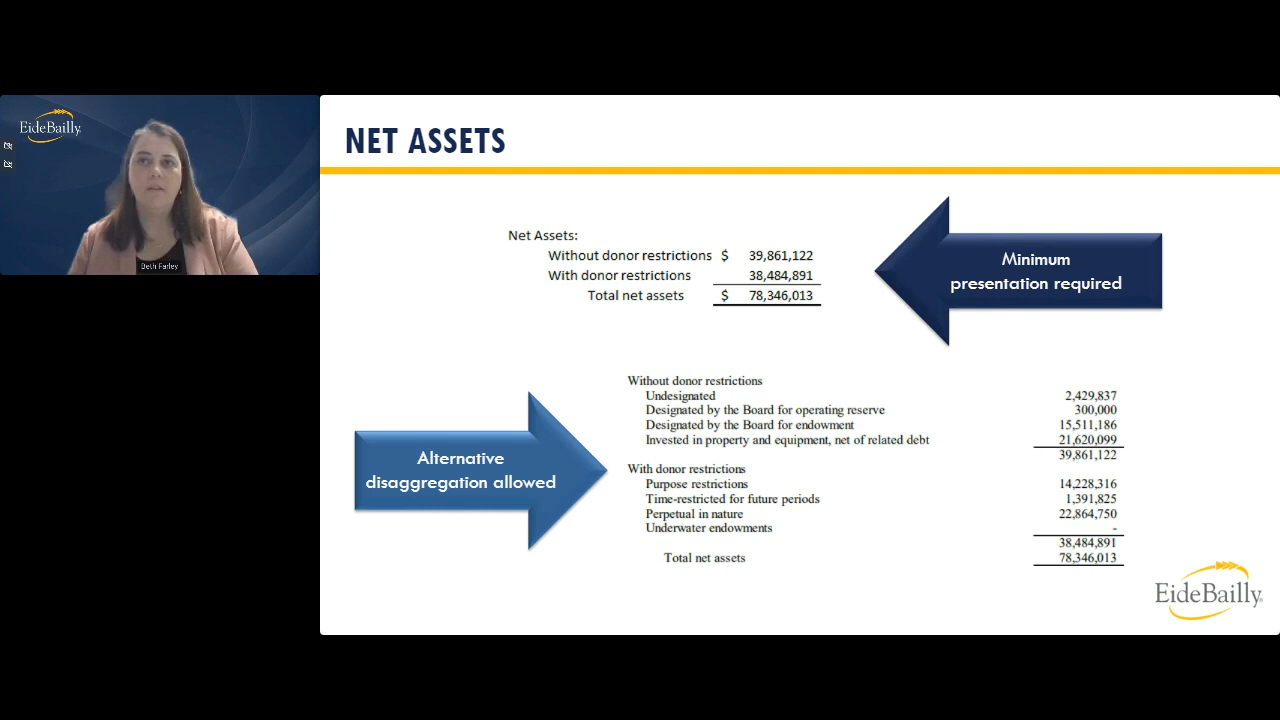 EideBailly
Beth Farley
NET ASSETS
Net Assets:
Without donor restrictions $ 39,861,122
With donor restrictions 38,484,891
Total net assets $ 78,346,013
Minimum
presentation required
Alternative
disaggregation allowed
Without donor restrictions
Undesignated 2,429,837
Designated by the Board for operating reserve 300,000
Designated by the Board for endowment 15,511,186
Invested in property and equipment, net of related debt 21,620,099
39,861,122
With donor restrictions
Purpose restrictions 14,228,316
Time-restricted for future periods 1,391,825
Perpetual in nature 22,864,750
Underwater endowments -
38,484,891
Total net assets 78,346,013
EideBailly